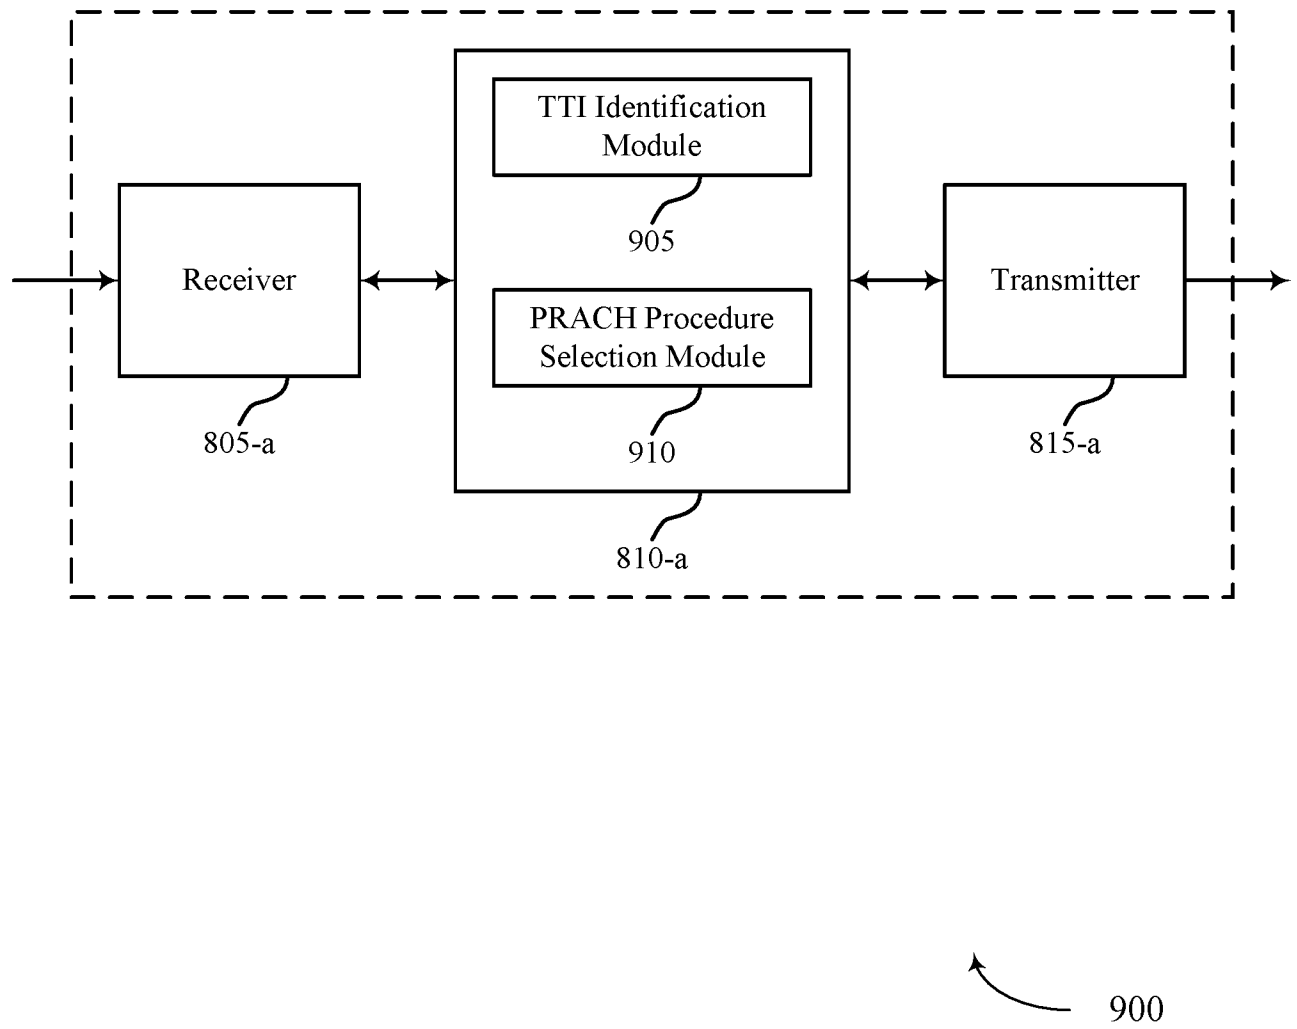 TTI Identification
Module
905
Receiver
805-a
PRACH Procedure
Selection Module
910
810-a
Transmitter
815-a
900